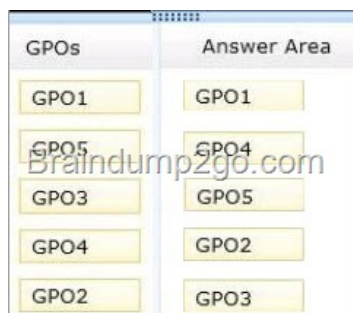 GPOs Answer Area
GPO1 GPO1
GPO5 GPO4
Braindump2go.com
GPO3 GPO5
GPO4 GPO2
GPO2 GPO3